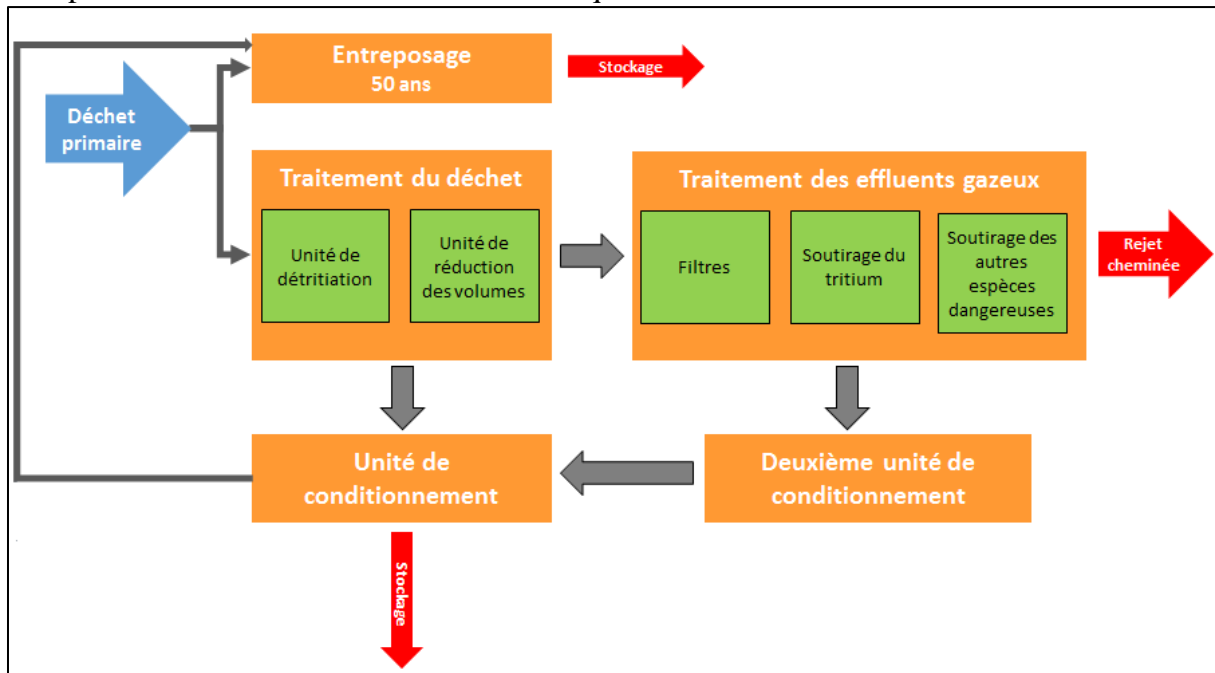 Entreposage
50 ans
Stockage
Déchet
primaire
Traitement du déchet
Unité de
détritiation
Unité de
réduction
des volumes
Traitement des effluents gazeux
Filtres
Soutirage du
tritium
Soutirage des
autres
espèces
dangereuses
Rejet
cheminée
Unité de
conditionnement
Deuxième unité de
conditionnement
Stockage